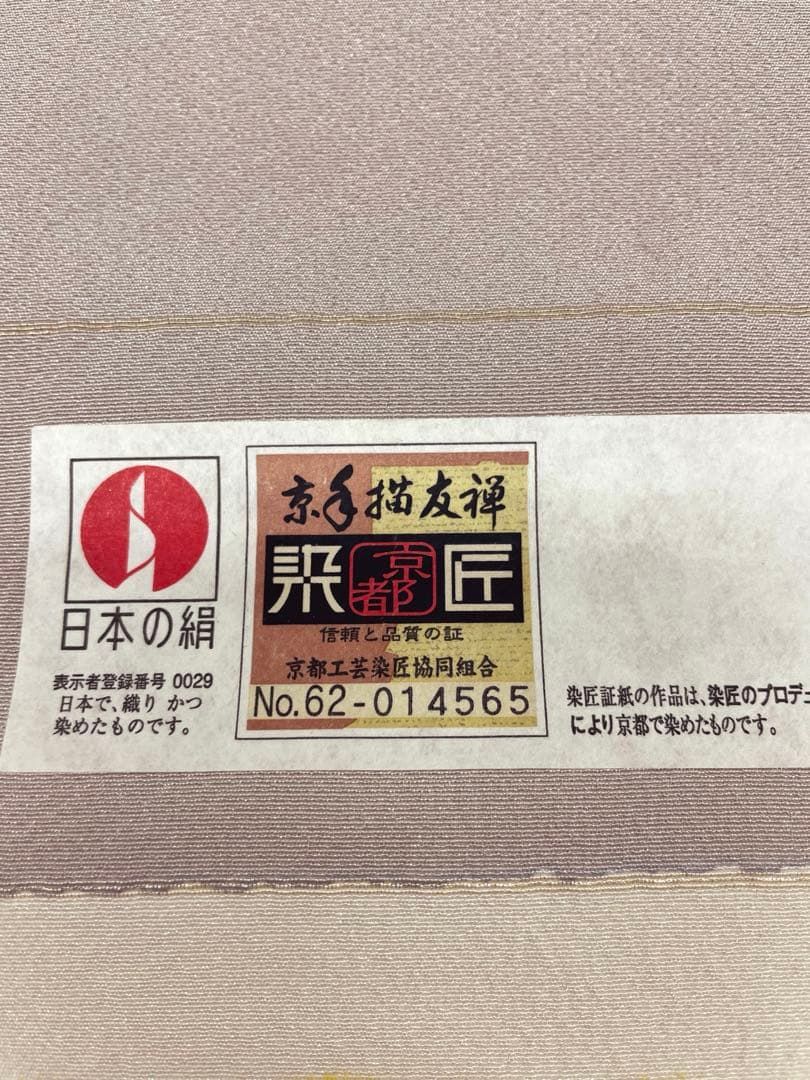 日本の絹
表示者登録番号 0029
日本で、織り かつ
染めたものです。
京手描友禅
染 京都 匠
信頼と品質の証
京都工芸染匠協同組合
No.62-014565
染匠証紙の作品は、染匠のプロデュ
により京都で染めたものです。